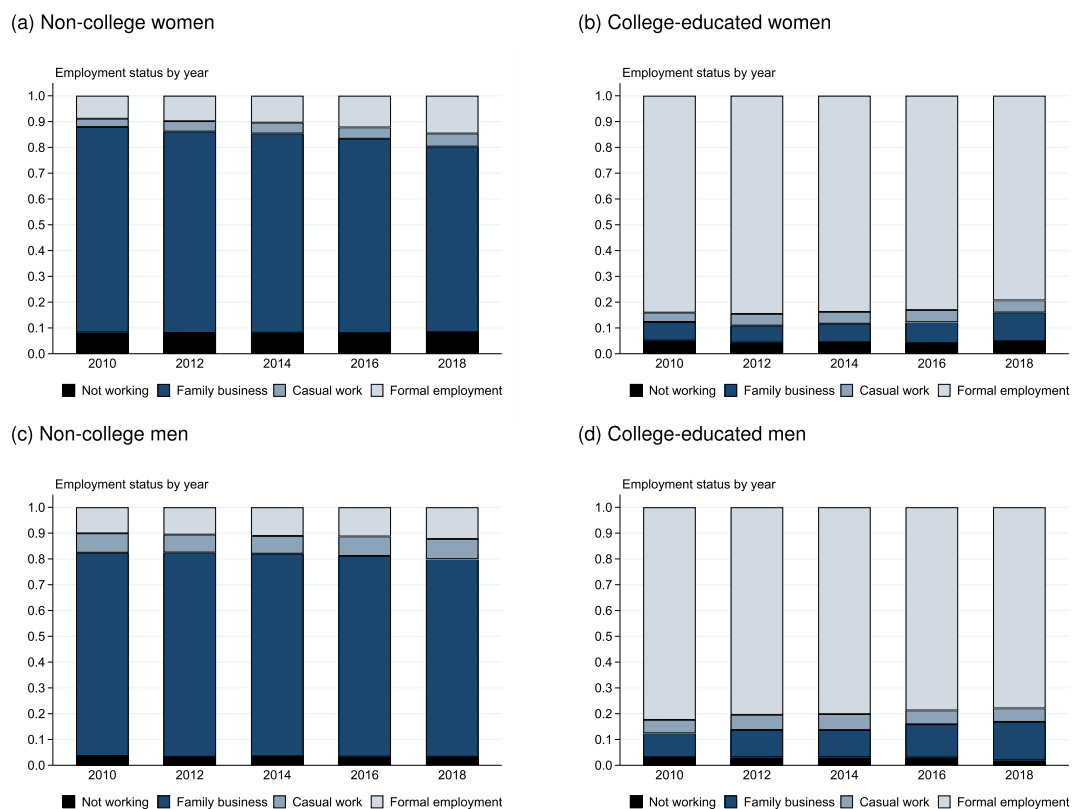 (a) Non-college women
Employment status by year
1.0
0.9
0.8
0.7
0.6
0.5
0.4
0.3
0.2
0.1
0.0
2010 2012 2014 2016 2018
Not working Family business Casual work Formal employment
(b) College-educated women
Employment status by year
1.0
0.9
0.8
0.7
0.6
0.5
0.4
0.3
0.2
0.1
0.0
2010 2012 2014 2016 2018
Not working Family business Casual work Formal employment
(c) Non-college men
Employment status by year
1.0
0.9
0.8
0.7
0.6
0.5
0.4
0.3
0.2
0.1
0.0
2010 2012 2014 2016 2018
Not working Family business Casual work Formal employment
(d) College-educated men
Employment status by year
1.0
0.9
0.8
0.7
0.6
0.5
0.4
0.3
0.2
0.1
0.0
2010 2012 2014 2016 2018
Not working Family business Casual work Formal employment